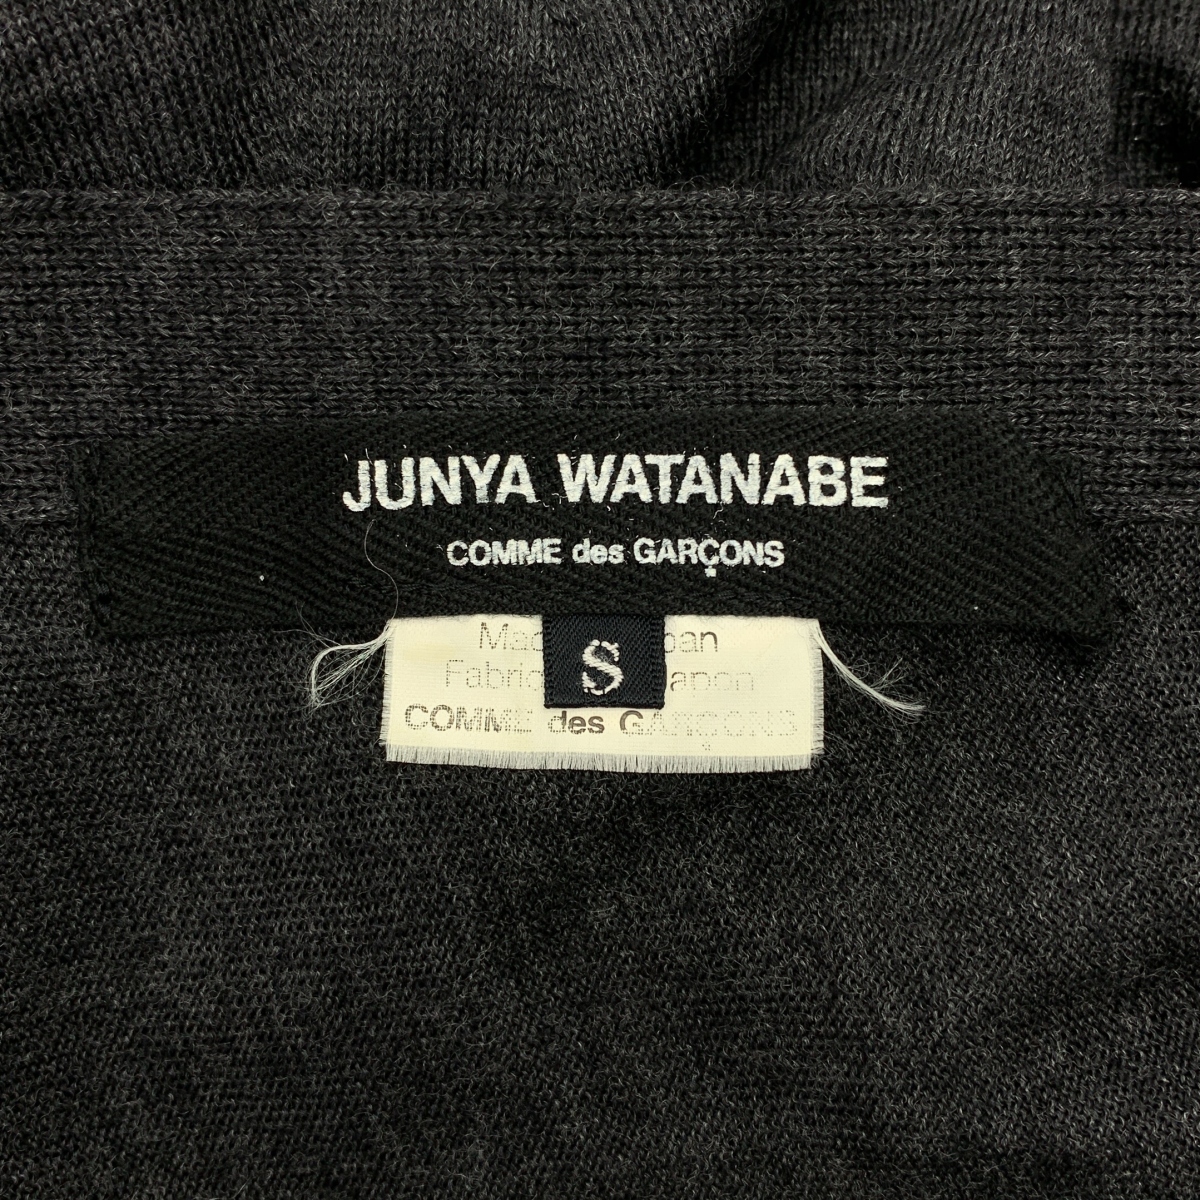 JUNYA WATANABE
COMME des GARÇONS
S
COMME des GARÇONS